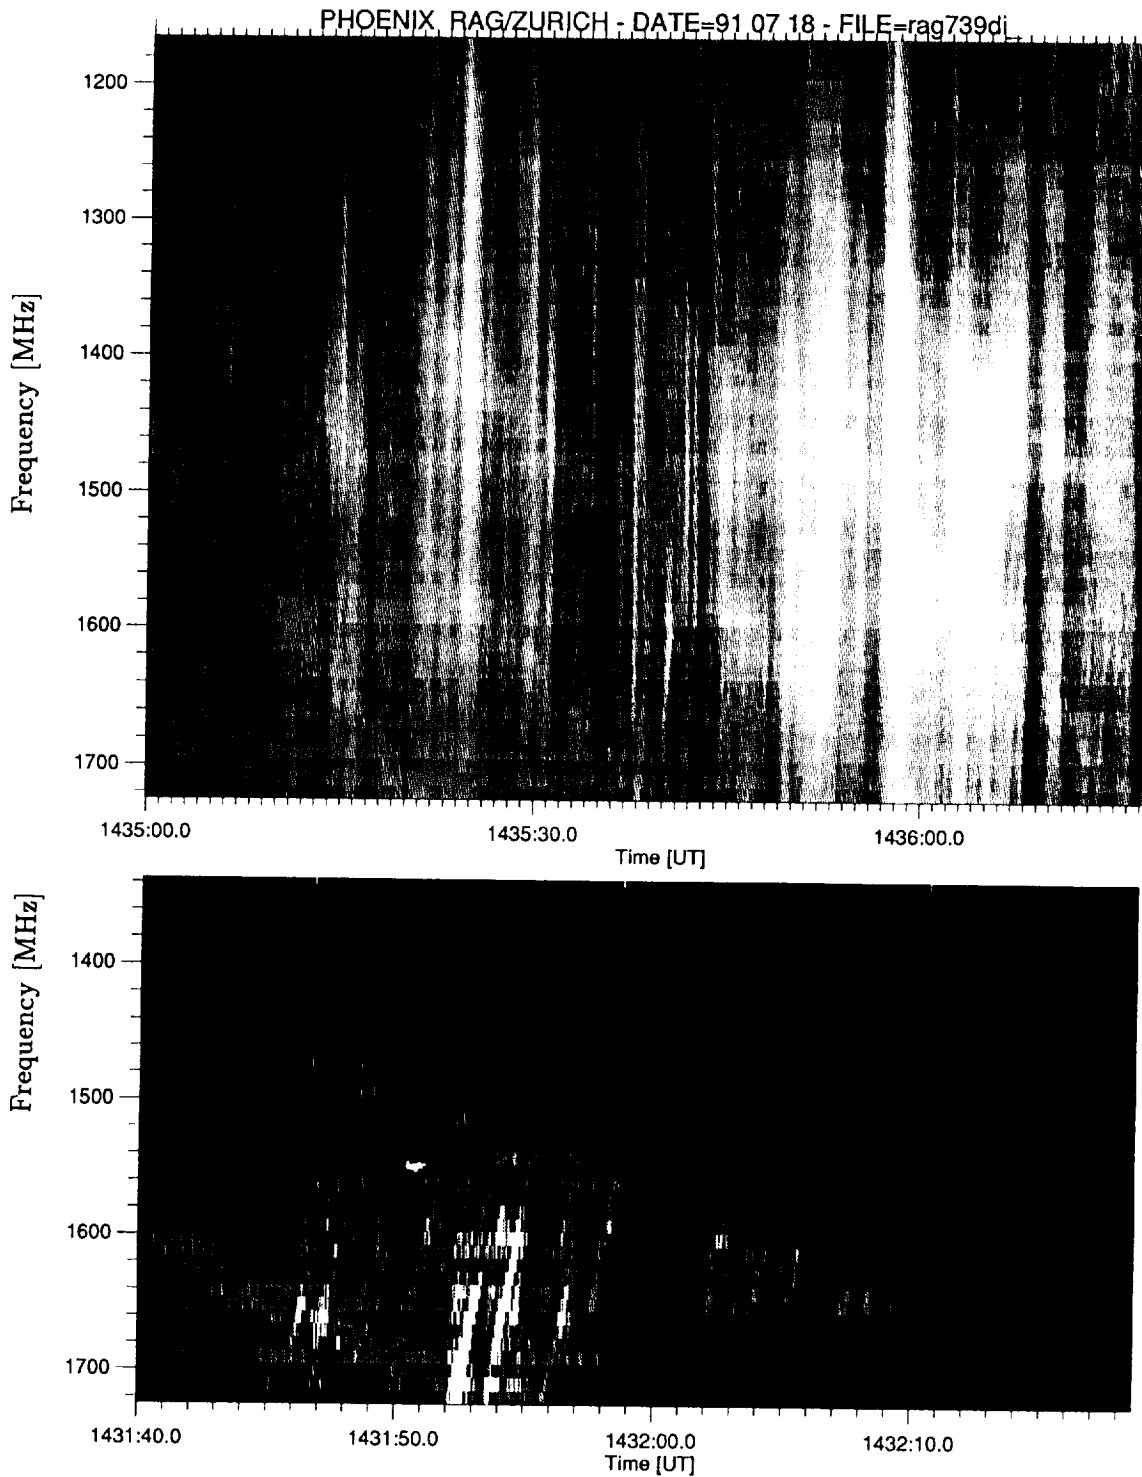 PHOENIX RAG/ZURICH - DATE=91 07 18 - FILE=rag739di_
1200
1300
1400
1500
1600
1700
Frequency [MHz]
1435:00.0 1435:30.0 1436:00.0
Time [UT]
1400
1500
1600
1700
Frequency [MHz]
1431:40.0 1431:50.0 1432:00.0 1432:10.0
Time [UT]